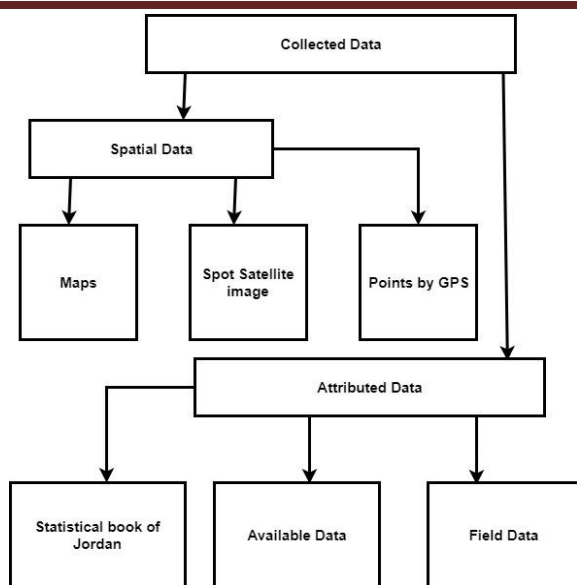 Collected Data
Spatial Data
Maps
Spot Satellite
image
Points by GPS
Attributed Data
Statistical book of
Jordan
Available Data
Field Data